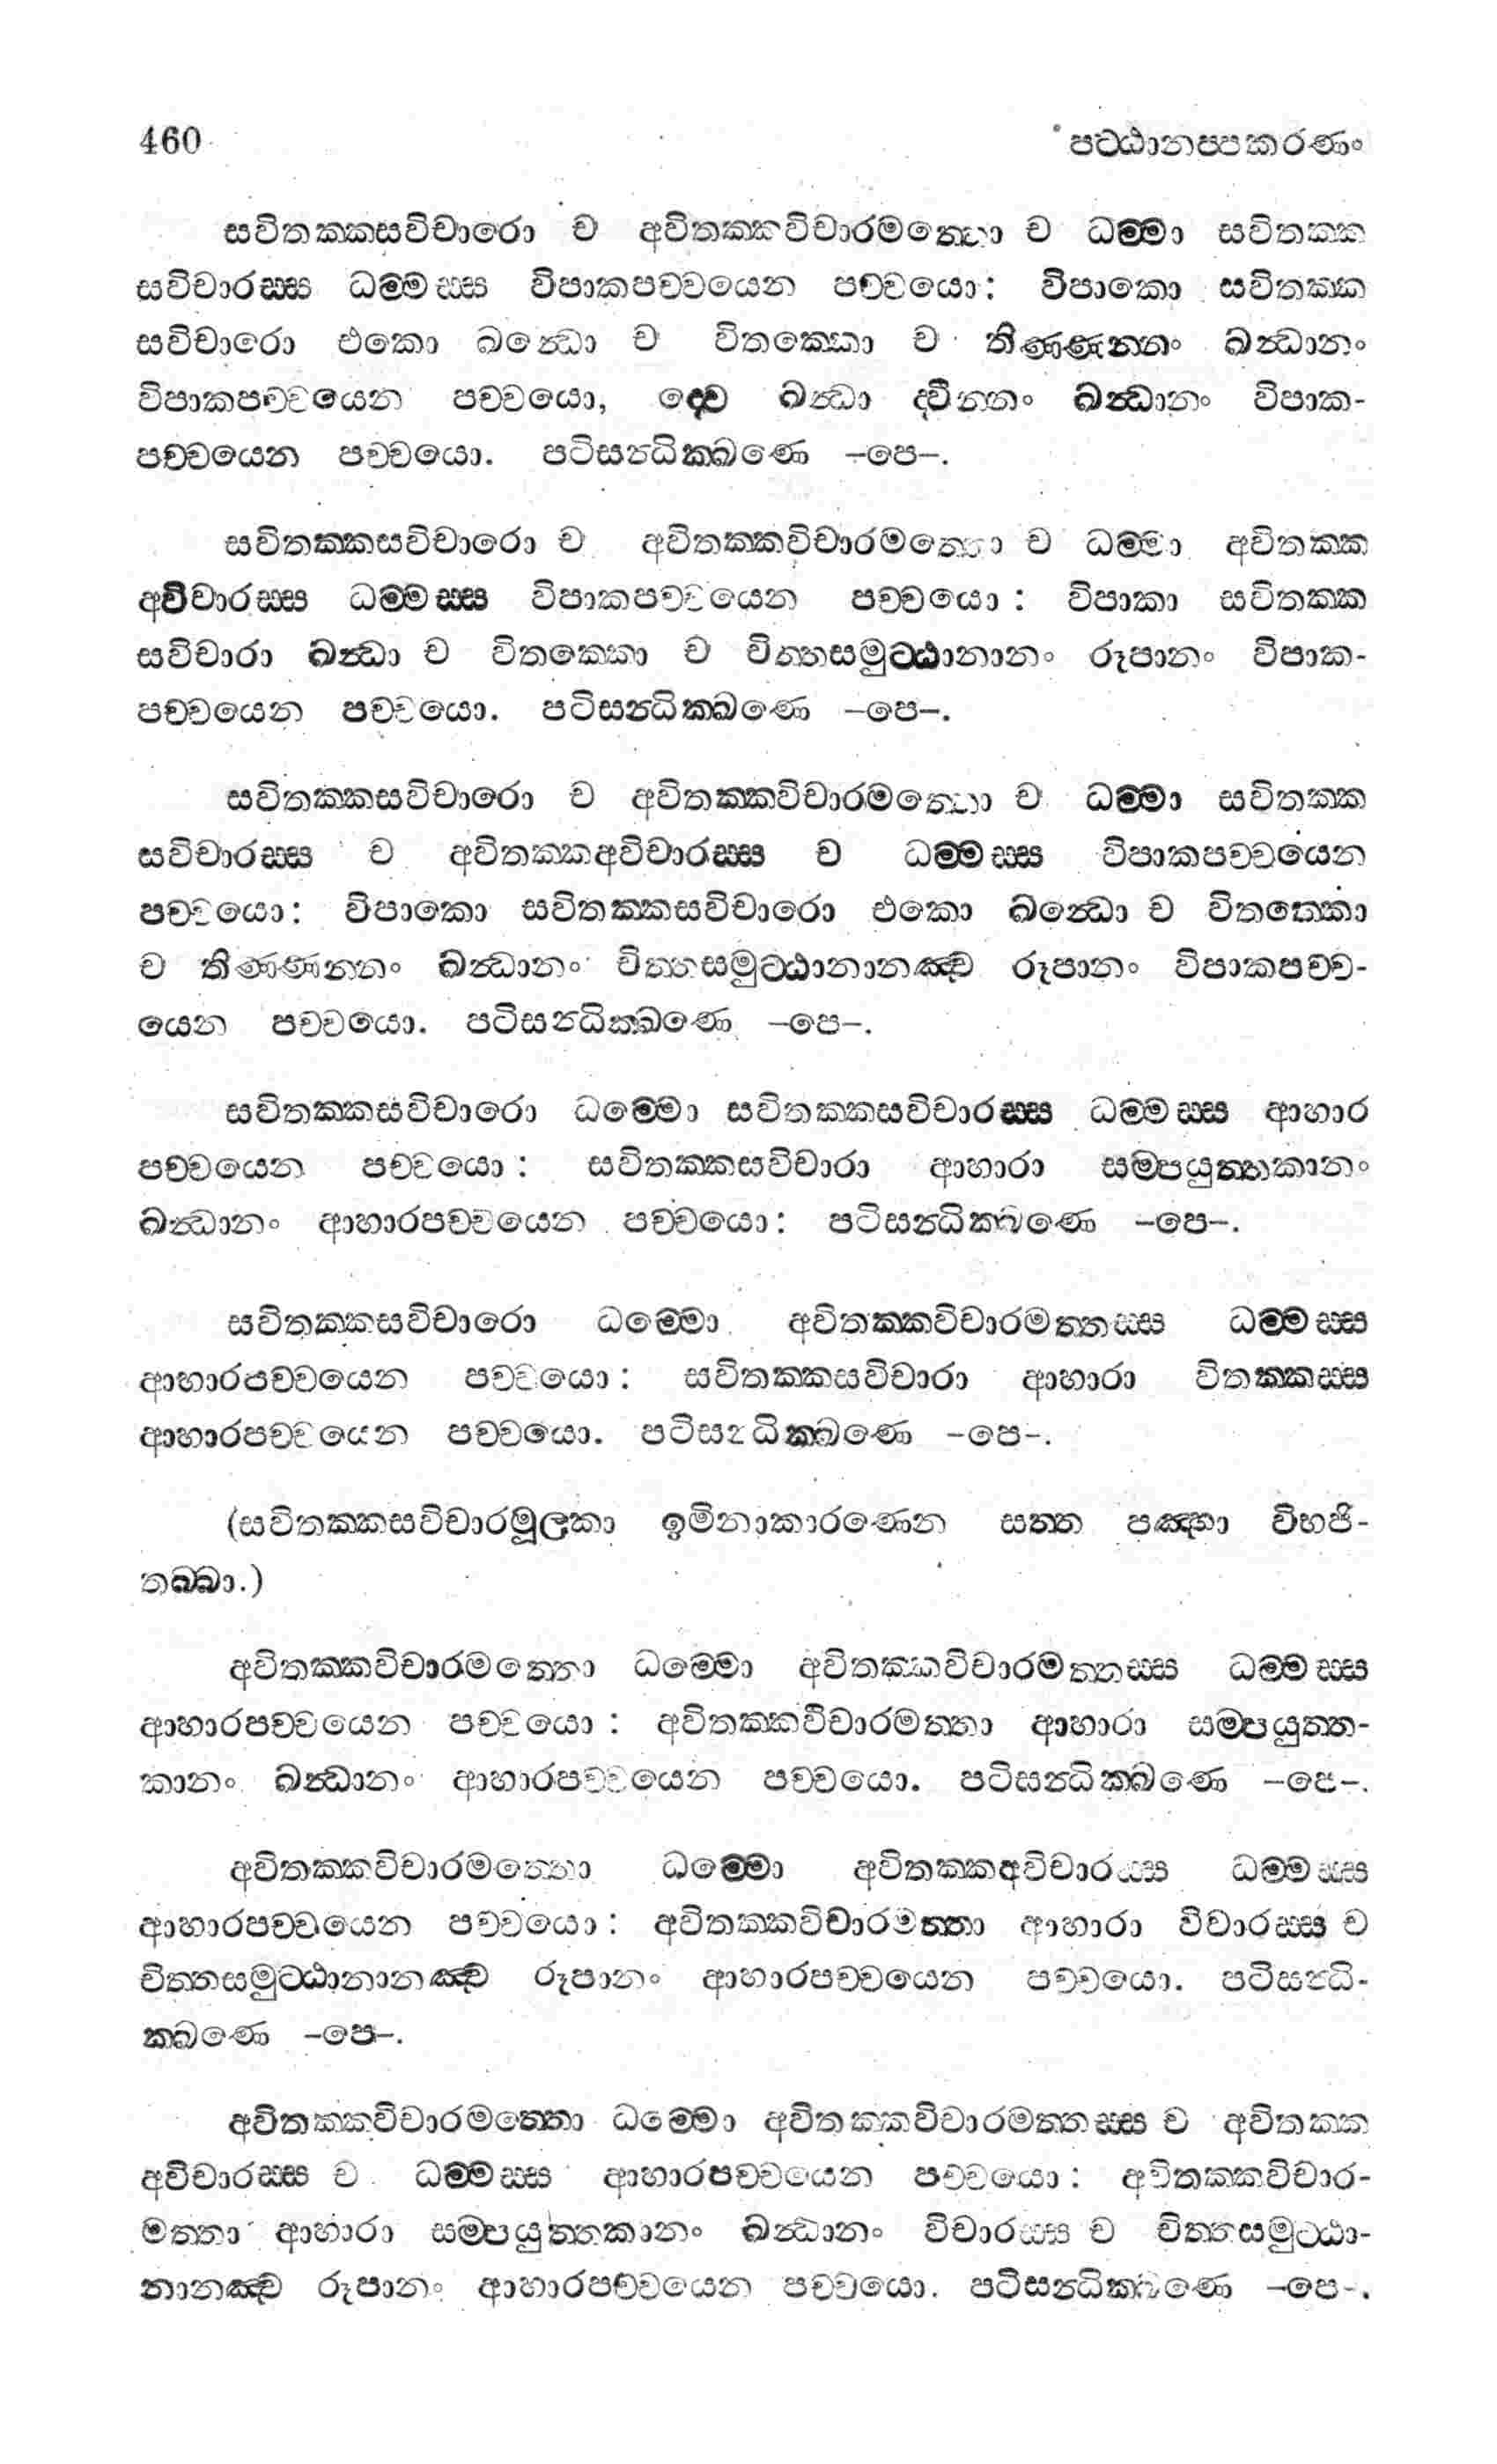 460 පට්ඨානප්පකරණං
සවිතක්කසවිචාරො ච අවිතක්කවිචාරමත්තො ච ධම්මා සවිතක්ක
සවිචාරස්ස ධම්මස්ස විපාකපච්චයෙන පච්චයො: විපාකො සවිතක්ක
සවිචාරො එකො ඛන්ධො ච විතක්කො ච තිණ්ණන්නං ඛන්ධානං
විපාකපච්චයෙන පච්චයො, ද්වෙ ඛන්ධා ද්වින්නං ඛන්ධානං විපාක-
පච්චයෙන පච්චයො. පටිසන්ධික්ඛණෙ -පෙ-.
සවිතක්කසවිචාරො ච අවිතක්කවිචාරමත්තො ච ධම්මා අවිතක්ක
අවිචාරස්ස ධම්මස්ස විපාකපච්චයෙන පච්චයො: විපාකා සවිතක්ක
සවිචාරා ඛන්ධා ච විතක්කො ච චිත්තසමුට්ඨානානං රූපානං විපාක-
පච්චයෙන පච්චයො. පටිසන්ධික්ඛණෙ -පෙ-.
සවිතක්කසවිචාරො ච අවිතක්කවිචාරමත්තො ච ධම්මා සවිතක්ක
සවිචාරස්ස ච අවිතක්කඅවිචාරස්ස ච ධම්මස්ස විපාකපච්චයෙන
පච්චයො: විපාකො සවිතක්කසවිචාරො එකො ඛන්ධො ච විතක්කො
ච තිණ්ණන්නං ඛන්ධානං චිත්තසමුට්ඨානානඤ්ච රූපානං විපාකපච්ච-
යෙන පච්චයො. පටිසන්ධික්ඛණෙ -පෙ-.
සවිතක්කසවිචාරො ධම්මො සවිතක්කසවිචාරස්ස ධම්මස්ස ආහාර
පච්චයෙන පච්චයො: සවිතක්කසවිචාරා ආහාරා සම්පයුත්තකානං
ඛන්ධානං ආහාරපච්චයෙන පච්චයො: පටිසන්ධික්ඛණෙ -පෙ-.
සවිතක්කසවිචාරො ධම්මො අවිතක්කවිචාරමත්තස්ස ධම්මස්ස
ආහාරපච්චයෙන පච්චයො: සවිතක්කසවිචාරා ආහාරා විතක්කස්ස
ආහාරපච්චයෙන පච්චයො. පටිසන්ධික්ඛණෙ -පෙ-.
(සවිතක්කසවිචාරමූලකා ඉමිනාකාරණෙන සත්ත පඤ්හා විභජි-
තබ්බා.)
අවිතක්කවිචාරමත්තො ධම්මො අවිතක්කවිචාරමත්තස්ස ධම්මස්ස
ආහාරපච්චයෙන පච්චයො: අවිතක්කවිචාරමත්තා ආහාරා සම්පයුත්ත-
කානං ඛන්ධානං ආහාරපච්චයෙන පච්චයො. පටිසන්ධික්ඛණෙ -පෙ-.
අවිතක්කවිචාරමත්තො ධම්මො අවිතක්කඅවිචාරස්ස ධම්මස්ස
ආහාරපච්චයෙන පච්චයො: අවිතක්කවිචාරමත්තා ආහාරා විචාරස්ස ච
චිත්තසමුට්ඨානානඤ්ච රූපානං ආහාරපච්චයෙන පච්චයො. පටිසන්ධි-
ක්ඛණෙ -පෙ-.
අවිතක්කවිචාරමත්තො ධම්මො අවිතක්කවිචාරමත්තස්ස ච අවිතක්ක
අවිචාරස්ස ච ධම්මස්ස ආහාරපච්චයෙන පච්චයො: අවිතක්කවිචාර-
මත්තා ආහාරා සම්පයුත්තකානං ඛන්ධානං විචාරස්ස ච චිත්තසමුට්ඨා-
නානඤ්ච රූපානං ආහාරපච්චයෙන පච්චයො. පටිසන්ධික්ඛණෙ -පෙ-.